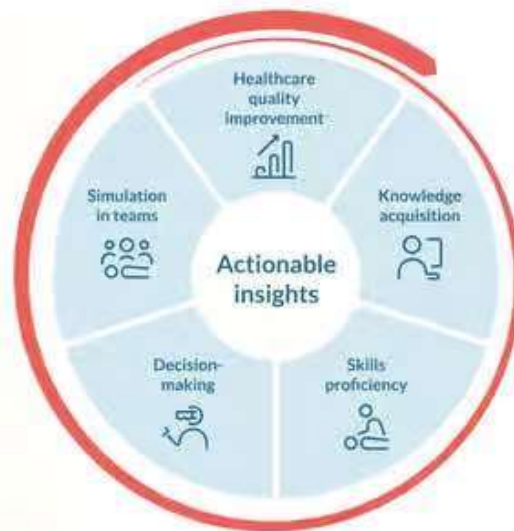 Healthcare
quality
improvement
Knowledge
acquisition
Skills
proficiency
Decision-
making
Simulation
in teams
Actionable
insights